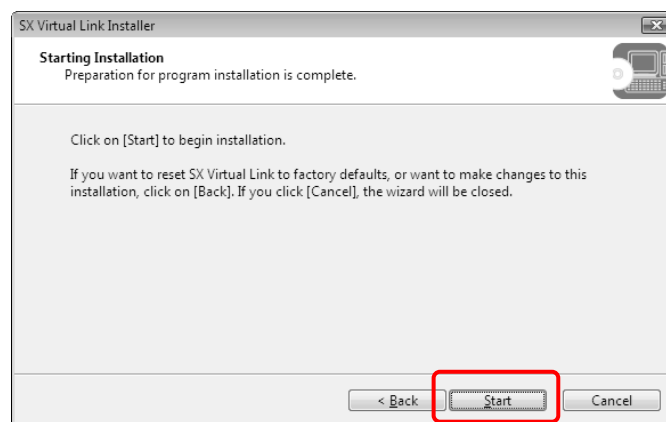 SX Virtual Link Installer
Starting Installation
Preparation for program installation is complete.
Click on [Start] to begin installation.
If you want to reset SX Virtual Link to factory defaults, or want to make changes to this
installation, click on [Back]. If you click [Cancel], the wizard will be closed.
< Back Start Cancel